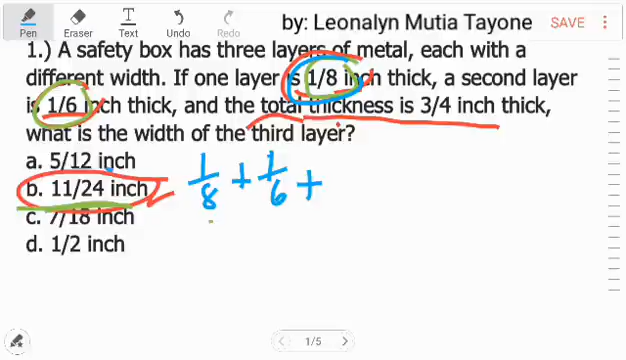 Pen Eraser Text Undo Redo by: Leonalyn Mutia Tayone SAVE
1.) A safety box has three layers of metal, each with a
different width. If one layer is 1/8 inch thick, a second layer
is 1/6 inch thick, and the total thickness is 3/4 inch thick,
what is the width of the third layer?
a. 5/12 inch
b. 11/24 inch
c. 7/18 inch
d. 1/2 inch
1/8 + 1/6 +
1/5